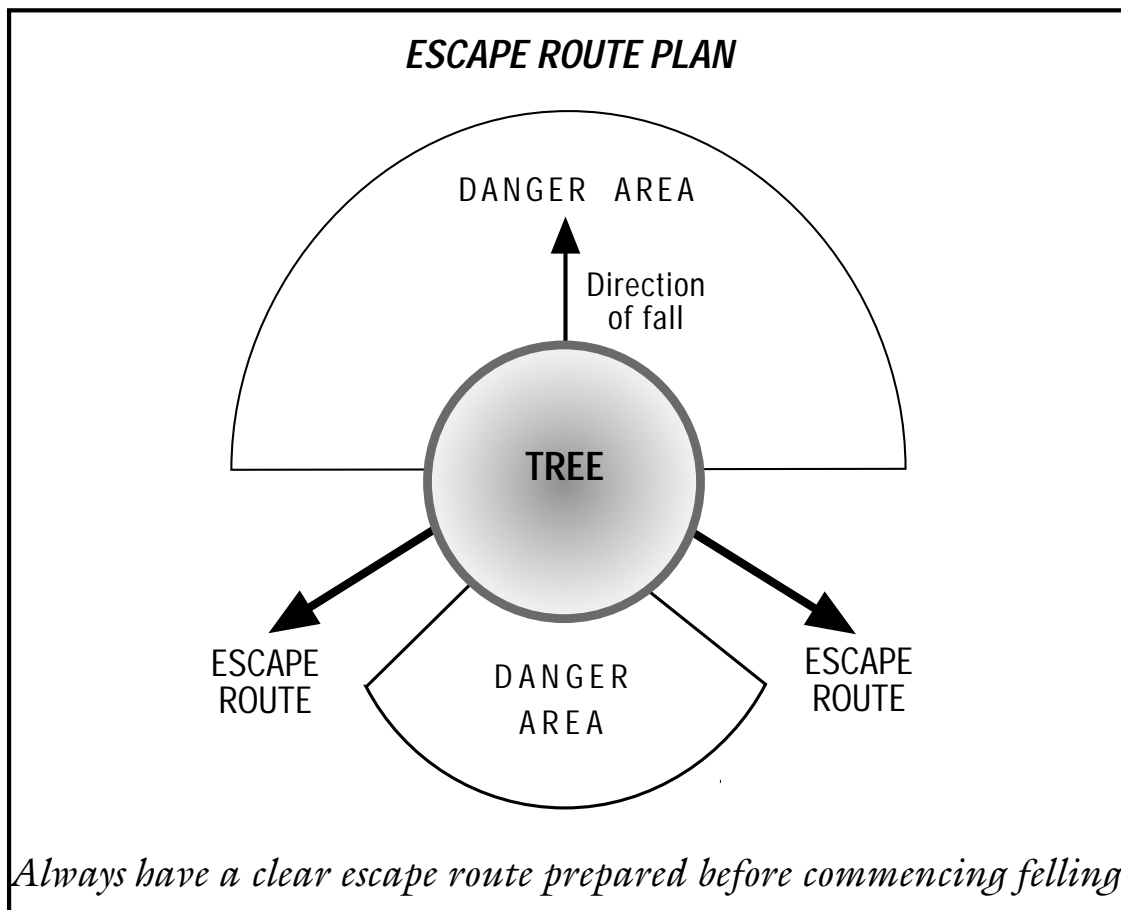 ESCAPE ROUTE PLAN
DANGER AREA
Direction
of fall
TREE
ESCAPE
ROUTE
DANGER
AREA
ESCAPE
ROUTE
Always have a clear escape route prepared before commencing felling